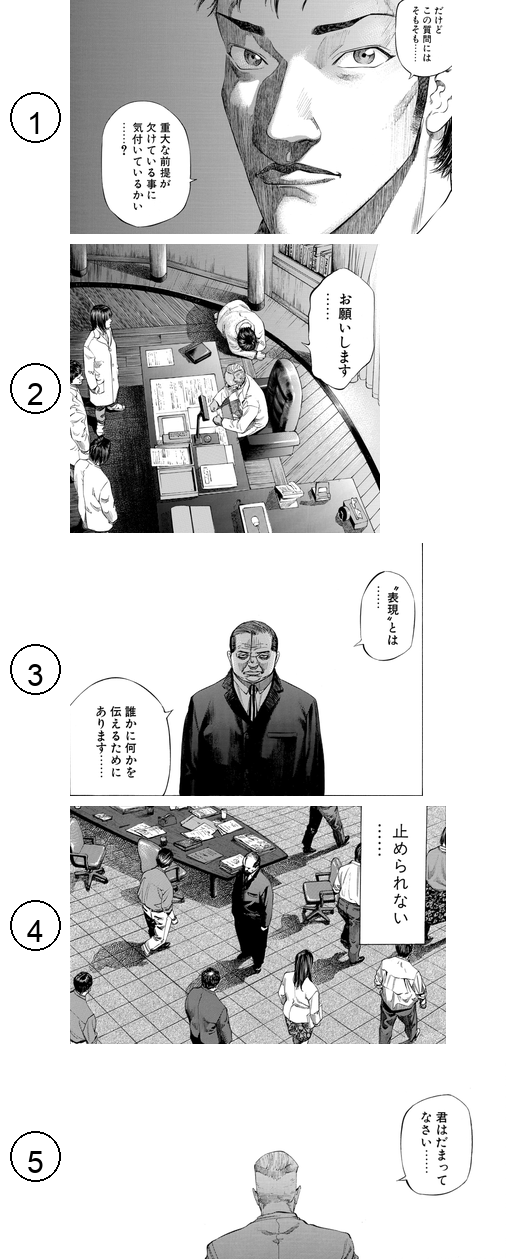 1
だけど
この質問には
そもそも……
重大な前提が
欠けている事に
気付いているかい
……?
2
お願いします
……
3
〝表現〟とは
……
誰かに何かを
伝えるために
あります……
4
止められない
……
5
君はだまって
なさい……